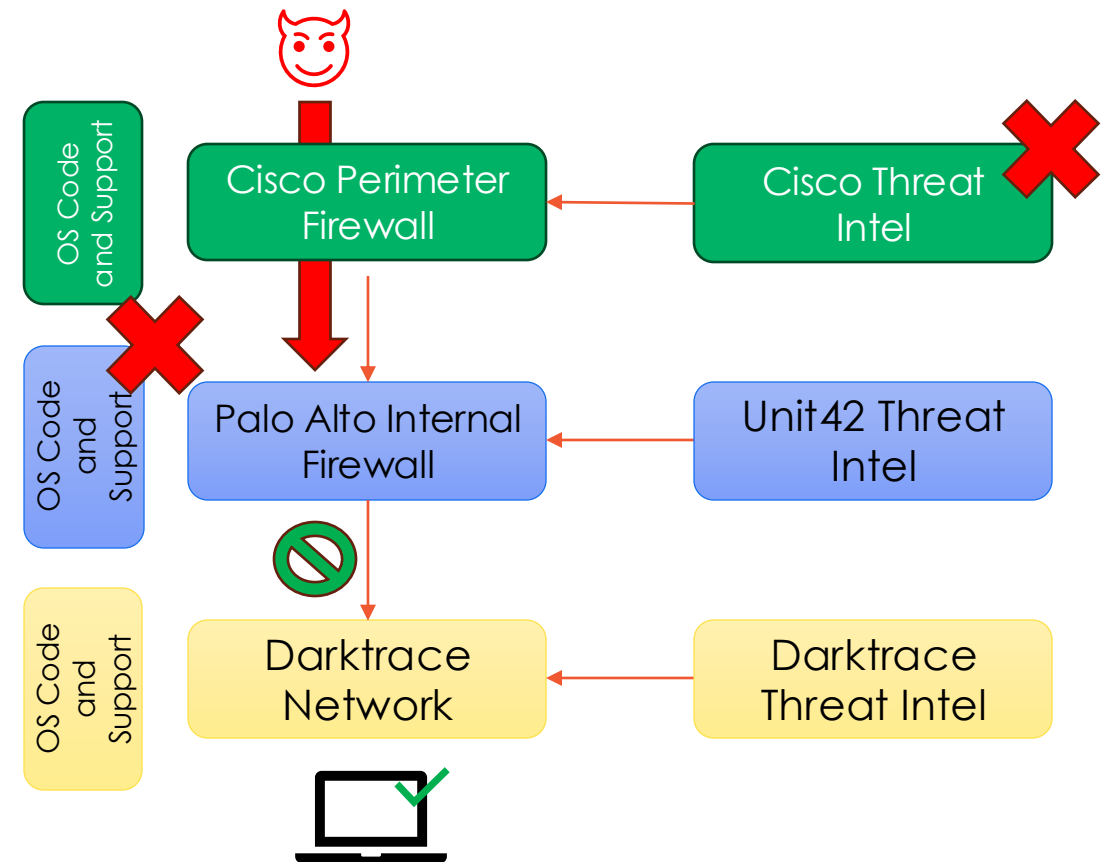 OS Code
and Support
Cisco Perimeter
Firewall
Cisco Threat
Intel
OS Code
and
Support
Palo Alto Internal
Firewall
Unit42 Threat
Intel
OS Code
and
Support
Darktrace
Network
Darktrace
Threat Intel